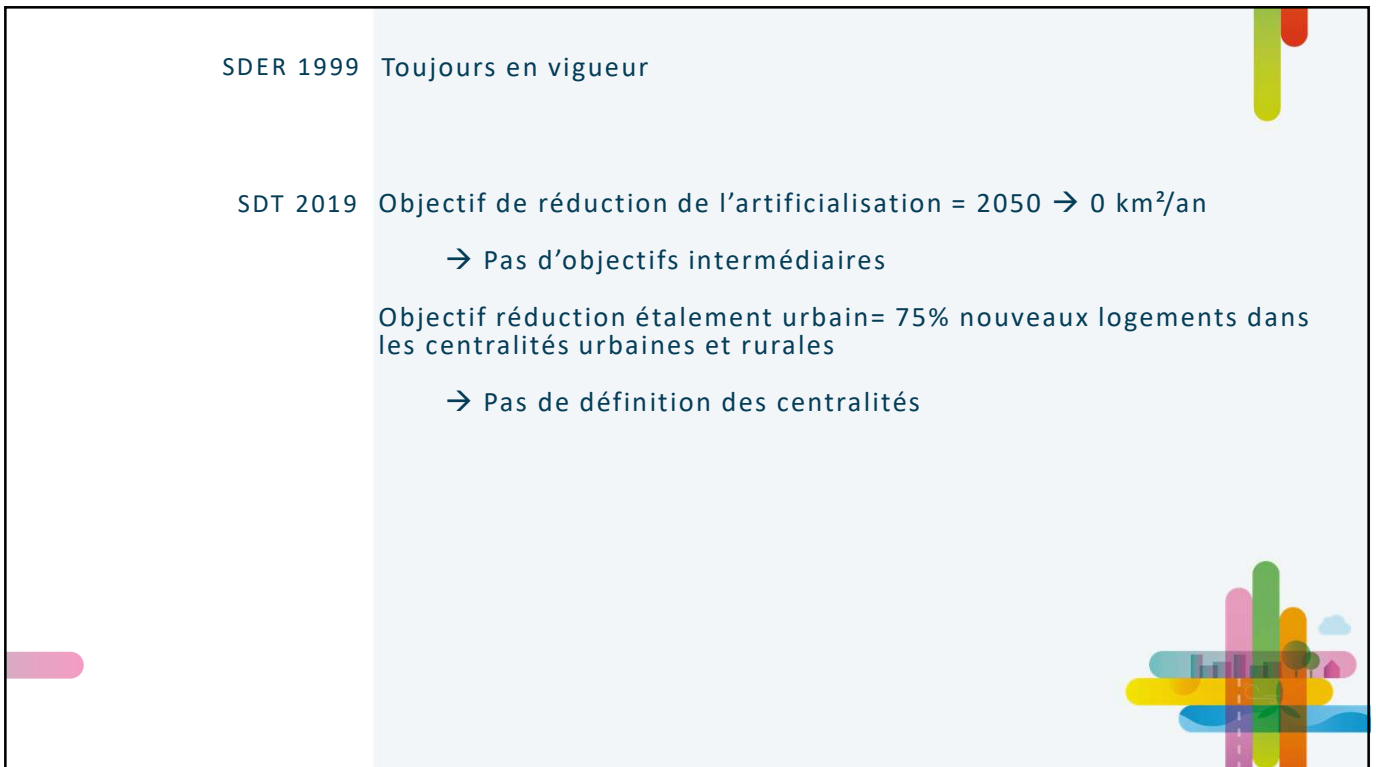 SDER 1999 Toujours en vigueur
SDT 2019 Objectif de réduction de l’artificialisation = 2050 → 0 km²/an
→ Pas d’objectifs intermédiaires
Objectif réduction étalement urbain= 75% nouveaux logements dans
les centralités urbaines et rurales
→ Pas de définition des centralités